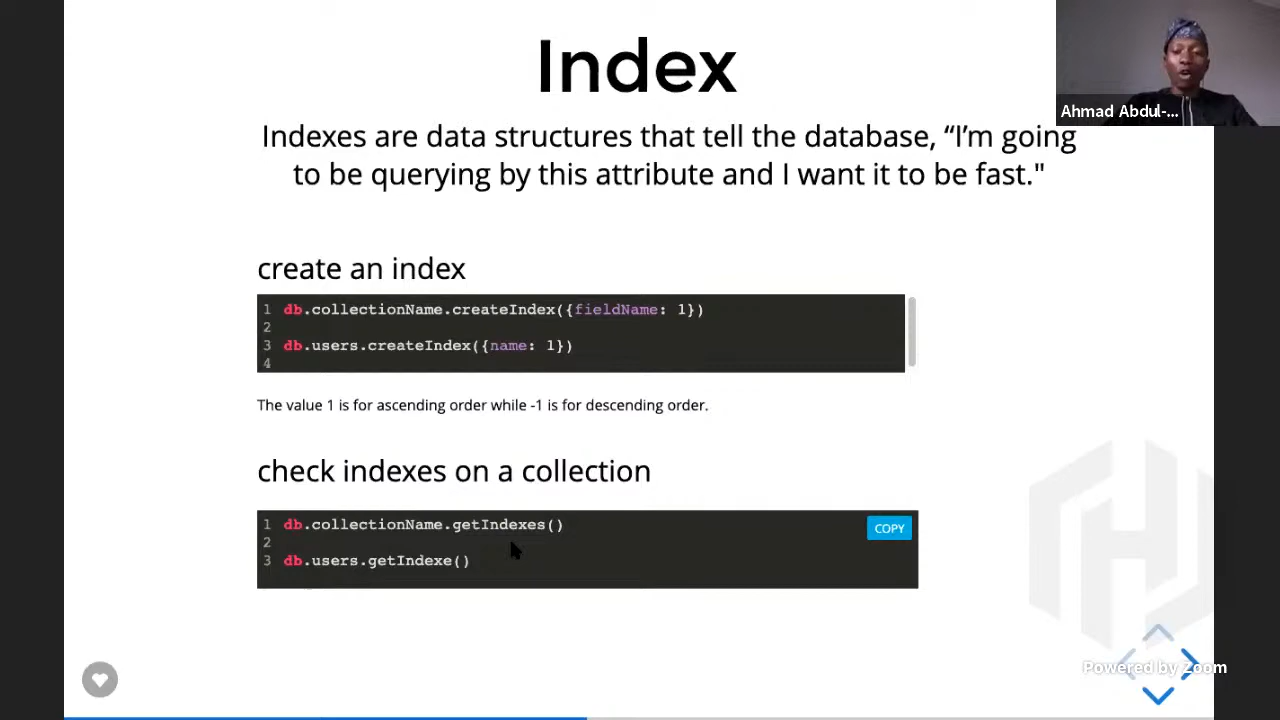 Index
Ahmad Abdul-...
Indexes are data structures that tell the database, “I’m going
to be querying by this attribute and I want it to be fast."
create an index
1 db.collectionName.createIndex({fieldName: 1})
2
3 db.users.createIndex({name: 1})
4
The value 1 is for ascending order while -1 is for descending order.
check indexes on a collection
1 db.collectionName.getIndexes()
COPY
2
3 db.users.getIndexe()
Powered by Zoom